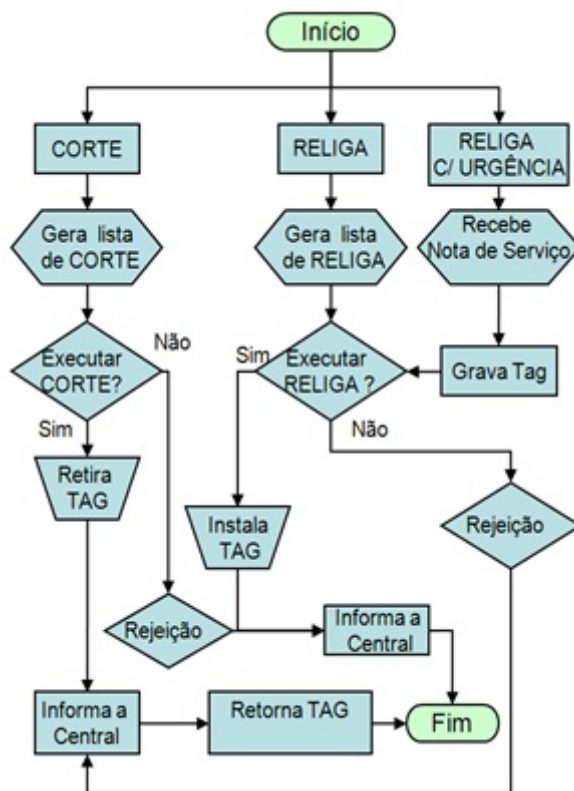 Início
CORTE
RELIGA
RELIGA
C/ URGÊNCIA
Gera lista
de CORTE
Gera lista
de RELIGA
Recebe
Nota de Serviço
Executar
CORTE?
Não
Sim
Executar
RELIGA ?
Grava Tag
Sim
Não
Retira
TAG
Instala
TAG
Rejeição
Rejeição
Informa a
Central
Informa a
Central
Retorna TAG
Fim